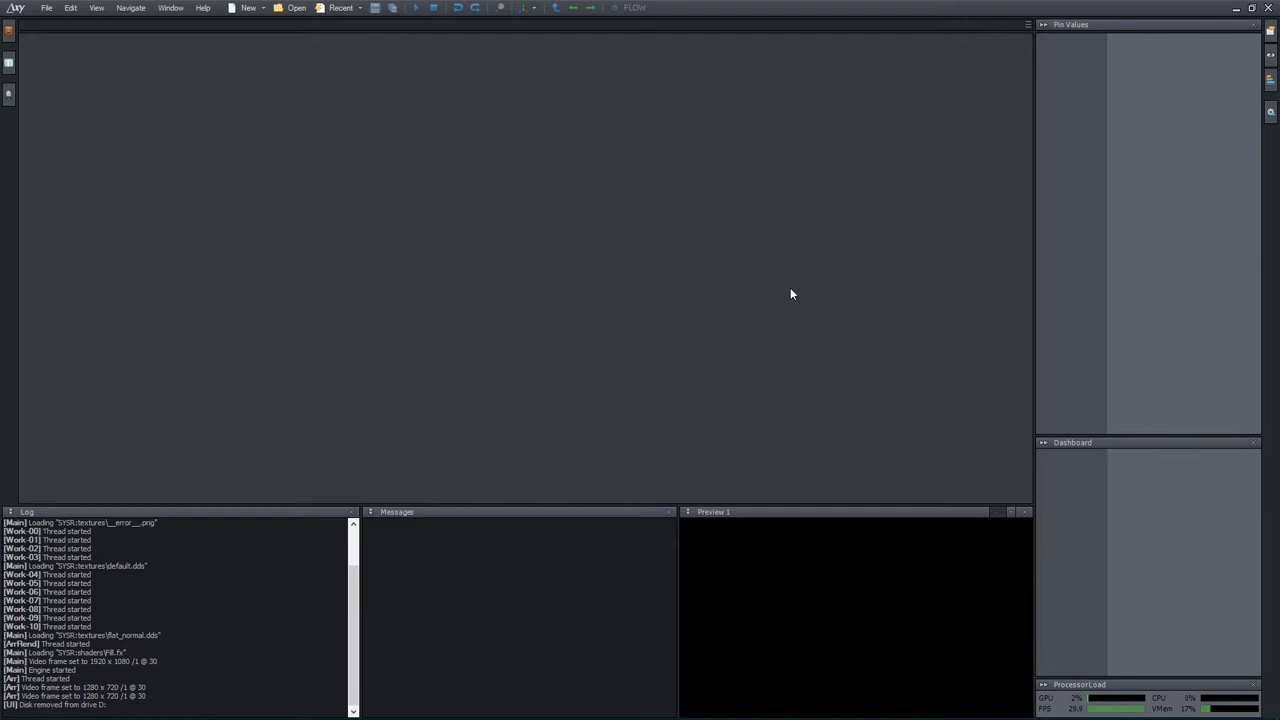 Axy File Edit View Navigate Window Help New Open Recent FLOW
Pin Values
Dashboard
Log
[Main] Loading "SYSR:textures\__error__.png"
[Work-00] Thread started
[Work-01] Thread started
[Work-02] Thread started
[Work-03] Thread started
[Main] Loading "SYSR:textures\default.dds"
[Work-04] Thread started
[Work-05] Thread started
[Work-06] Thread started
[Work-07] Thread started
[Work-08] Thread started
[Work-09] Thread started
[Work-10] Thread started
[Main] Loading "SYSR:textures\flat_normal.dds"
[ArrRend] Thread started
[Main] Loading "SYSR:shaders\Fill.fx"
[Main] Video frame set to 1920 x 1080 /1 @ 30
[Main] Engine started
[Arr] Thread started
[Arr] Video frame set to 1280 x 720 /1 @ 30
[Arr] Video frame set to 1280 x 720 /1 @ 30
[UI] Disk removed from drive D:
Messages
Preview 1
ProcessorLoad
GPU 2% CPU 0%
FPS 29.9 VMem 17%